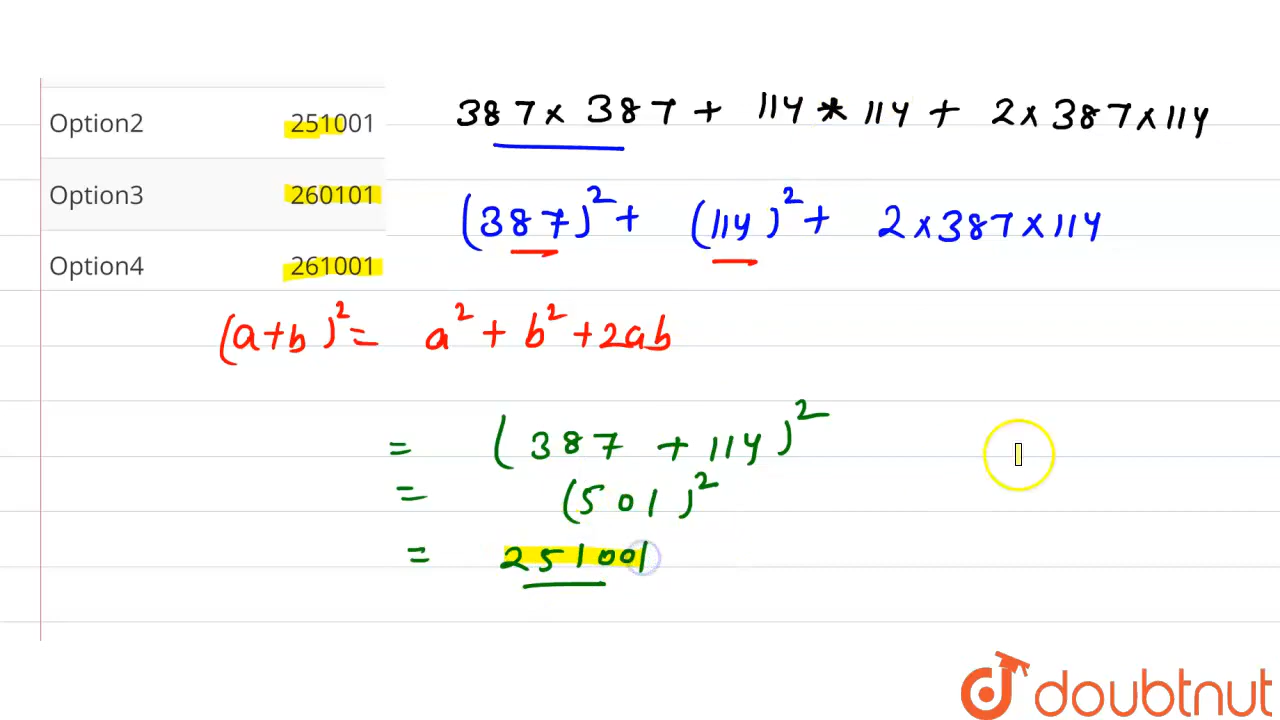 Option2 251001
387 × 387 + 114 * 114 + 2 × 387 × 114
Option3 260101
(387)² + (114)² + 2 × 387 × 114
Option4 261001
(a+b)² = a² + b² + 2ab
= (387 + 114)²
= (501)²
= 251001
doubtnut